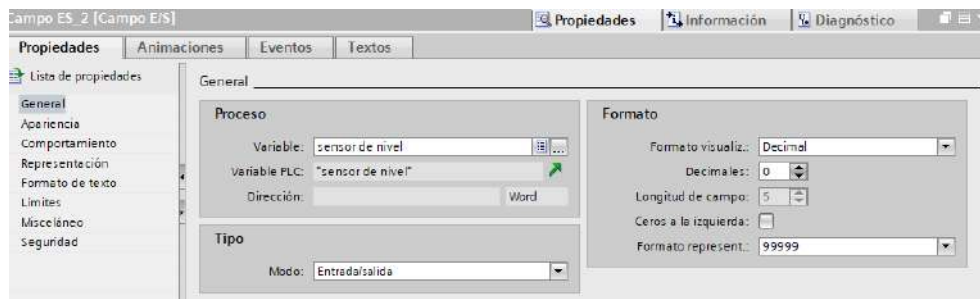 Campo ES_2 [Campo E/S]
Propiedades
Información
Diagnóstico
Propiedades
Animaciones
Eventos
Textos
Lista de propiedades
General
Apariencia
Comportamiento
Representación
Formato de texto
Límites
Misceláneo
Seguridad
General
Proceso
Variable: sensor de nivel
...
Variable PLC: "sensor de nivel"
Dirección: Word
Tipo
Modo: Entrada/salida
Formato
Formato visualiz.: Decimal
Decimales: 0
Longitud de campo: 5
Ceros a la izquierda:
Formato represent.: 99999